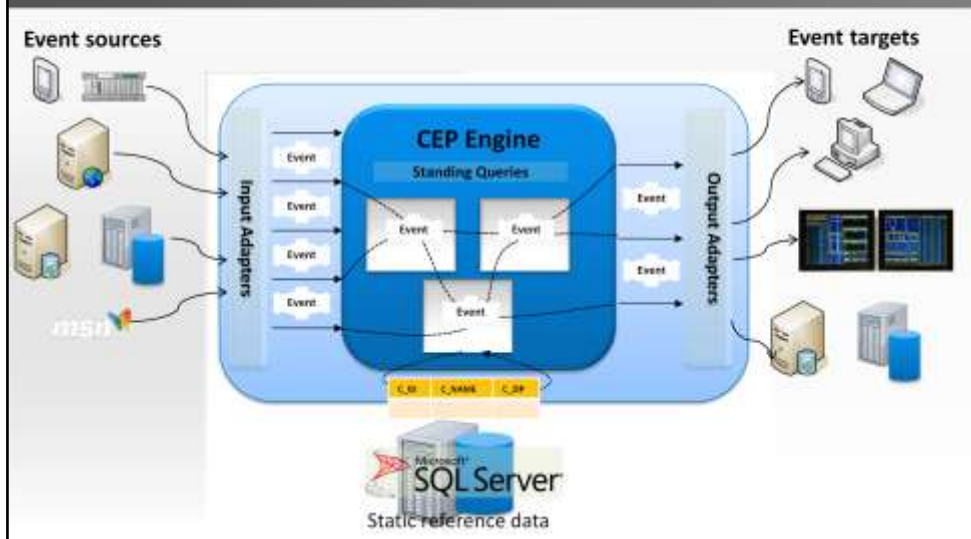 Event sources
Event targets
CEP Engine
Standing Queries
Input Adapters
Event
Event
Event
Event
Event
Event
Event
Event
Event
Output Adapters
msn
C_ID C_NAME C_ZIP
Microsoft®
SQL Server
Static reference data